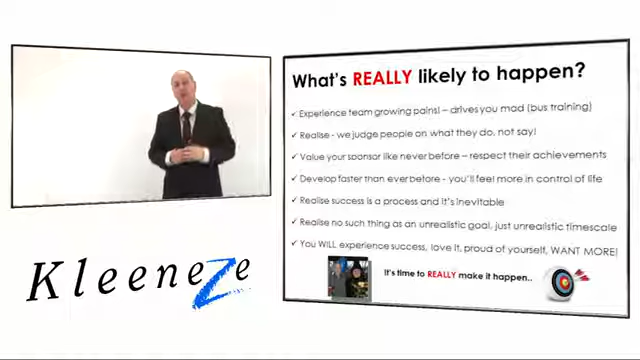 What's REALLY likely to happen?
✓ Experience team growing pains! – drives you mad (bus training)
✓ Realise - we judge people on what they do, not say!
✓ Value your sponsor like never before – respect their achievements
✓ Develop faster than ever before - you'll feel more in control of life
✓ Realise success is a process and it's inevitable
✓ Realise no such thing as an unrealistic goal, just unrealistic timescale
✓ You WILL experience success, love it, proud of yourself, WANT MORE!
It's time to REALLY make it happen..
Kleeneze